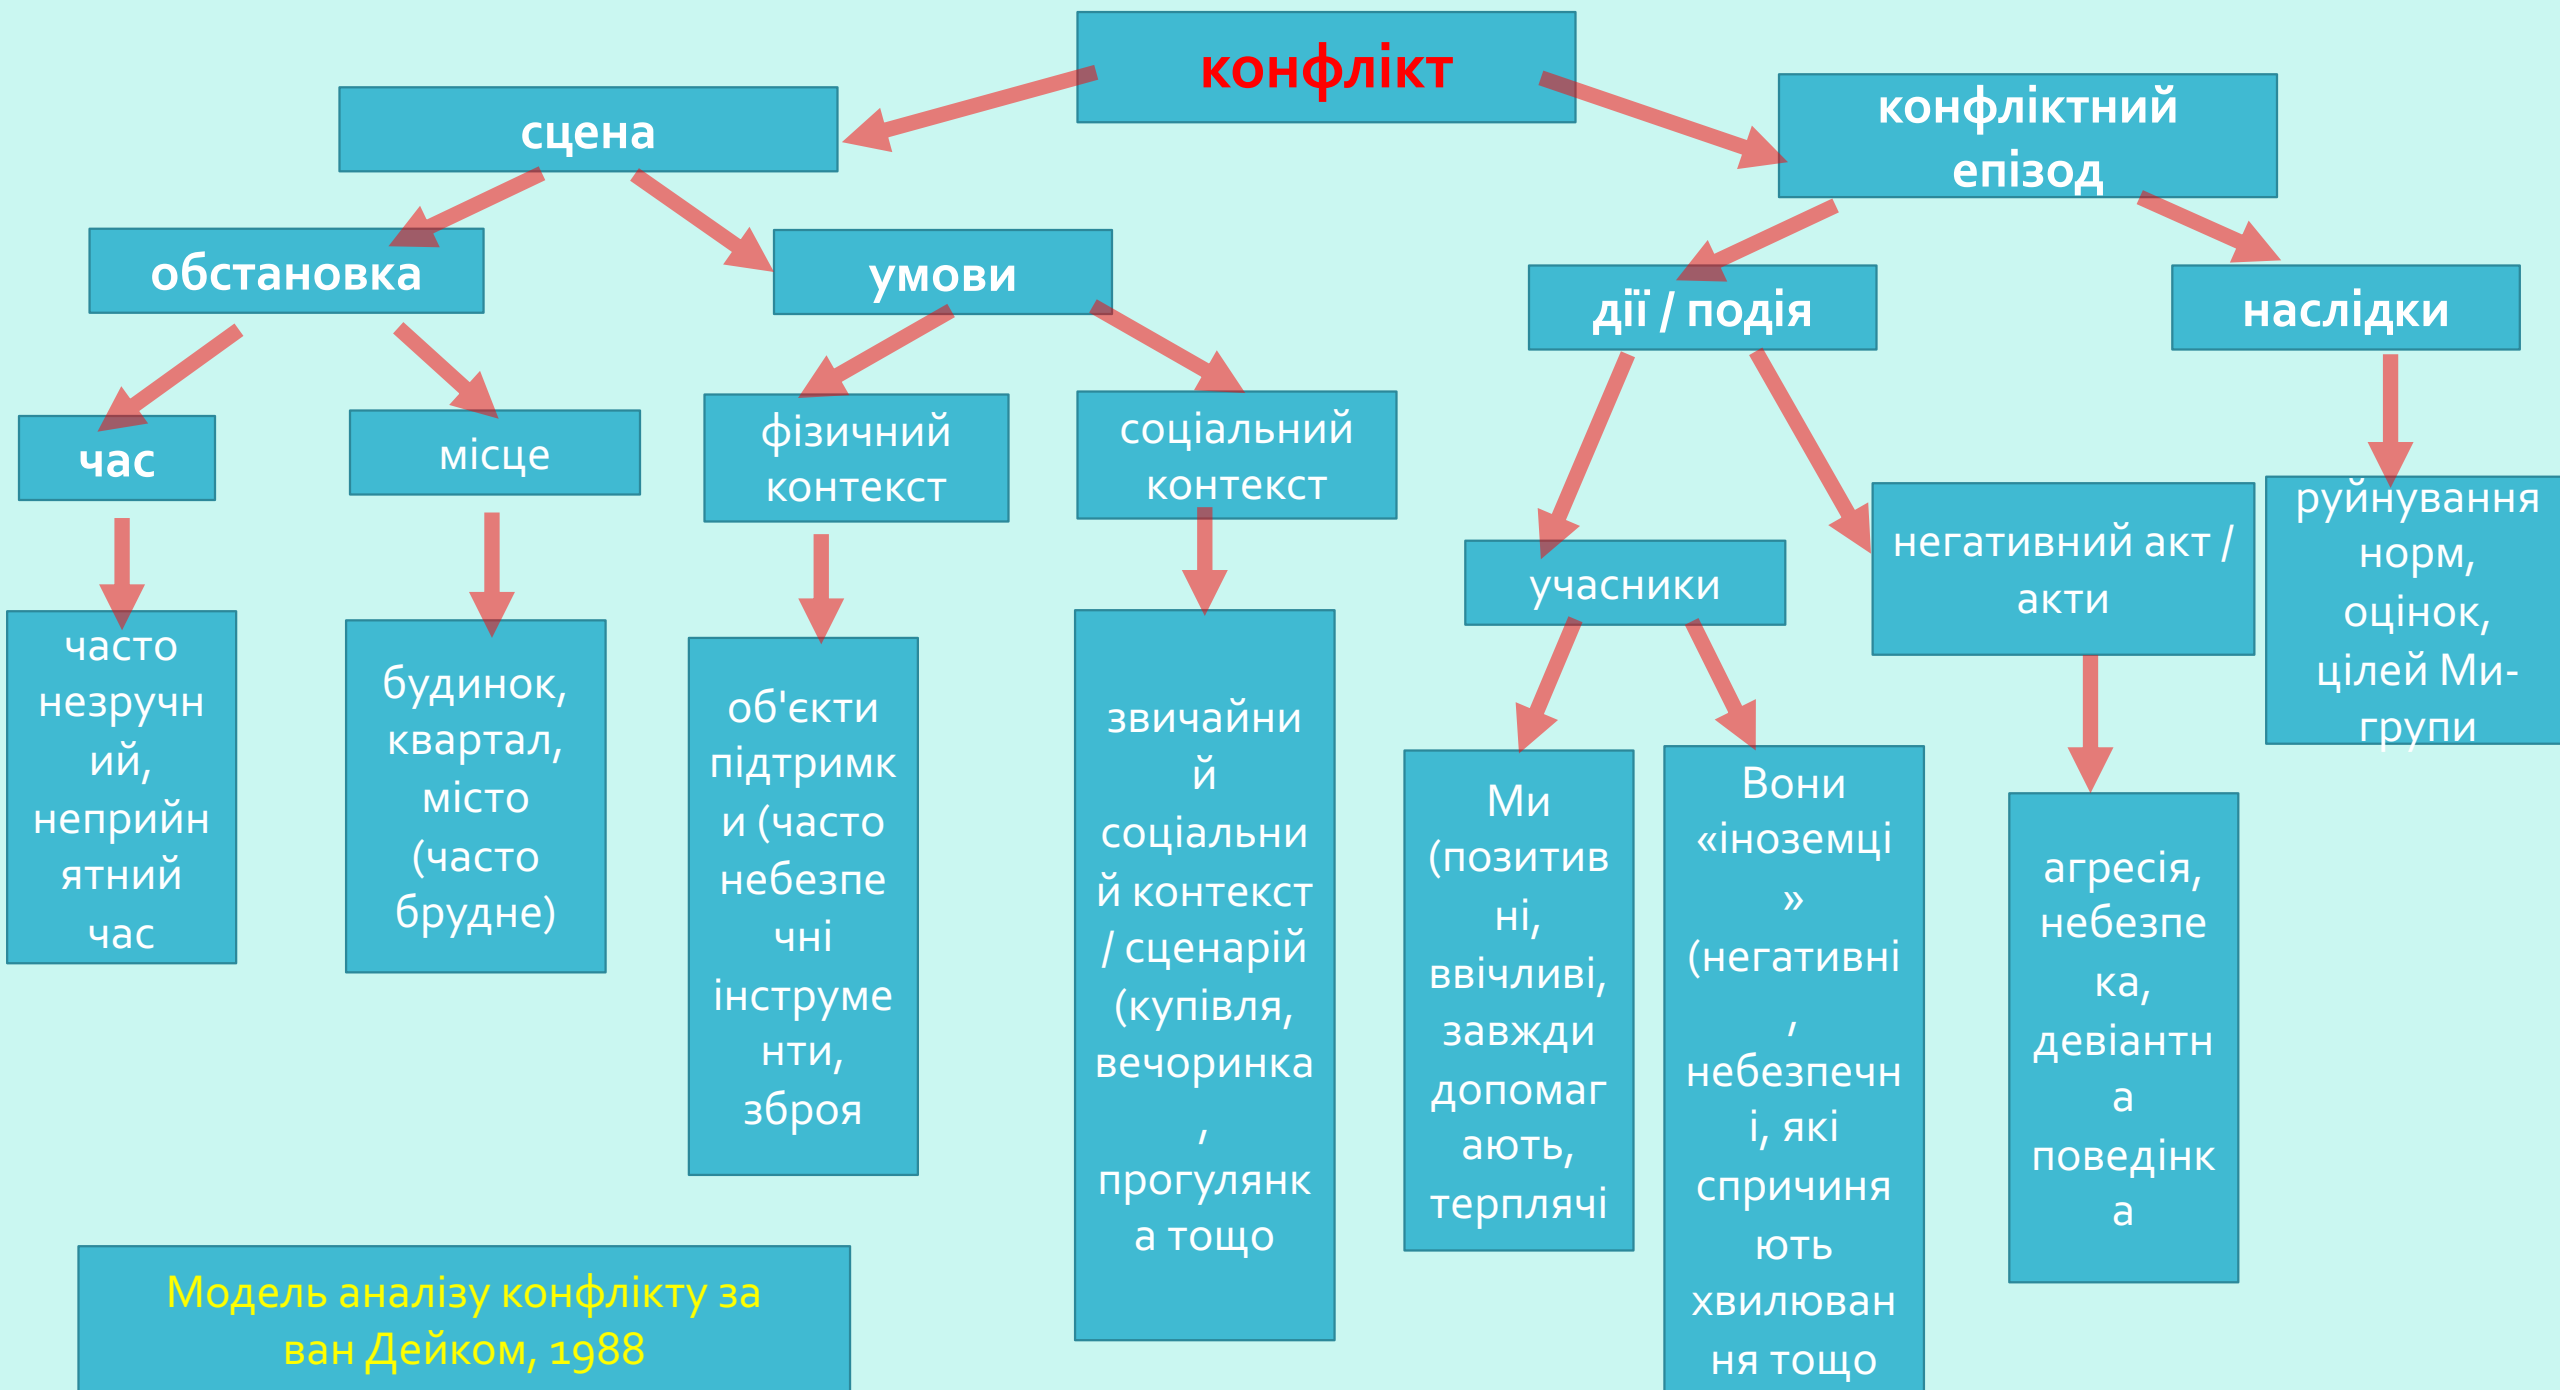 конфлікт
сцена
конфліктний
епізод
обстановка
умови
дії / подія
наслідки
час
місце
фізичний
контекст
соціальний
контекст
учасники
негативний акт /
акти
руйнування
норм,
оцінок,
цілей Ми-
групи
часто
незручн
ий,
неприйн
ятний
час
будинок,
квартал,
місто
(часто
брудне)
об'єкти
підтримк
и (часто
небезпе
чні
інструме
нти,
зброя
звичайни
й
соціальни
й контекст
/ сценарій
(купівля,
вечоринка
,
прогулянк
а тощо
Ми
(позитив
ні,
ввічливі,
завжди
допомаг
ають,
терплячі
Вони
«іноземці
»
(негативні
,
небезпечн
і, які
спричиня
ють
хвилюван
ня тощо
агресія,
небезпе
ка,
девіантн
а
поведінк
а
Модель аналізу конфлікту за
ван Дейком, 1988